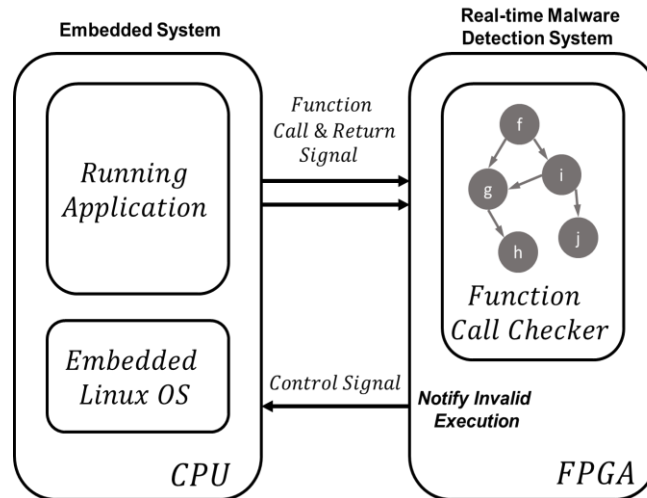 Embedded System
Running
Application
Embedded
Linux OS
CPU
Function
Call & Return
Signal
Control Signal
Real-time Malware
Detection System
f
g
i
h
j
Function
Call Checker
Notify Invalid
Execution
FPGA